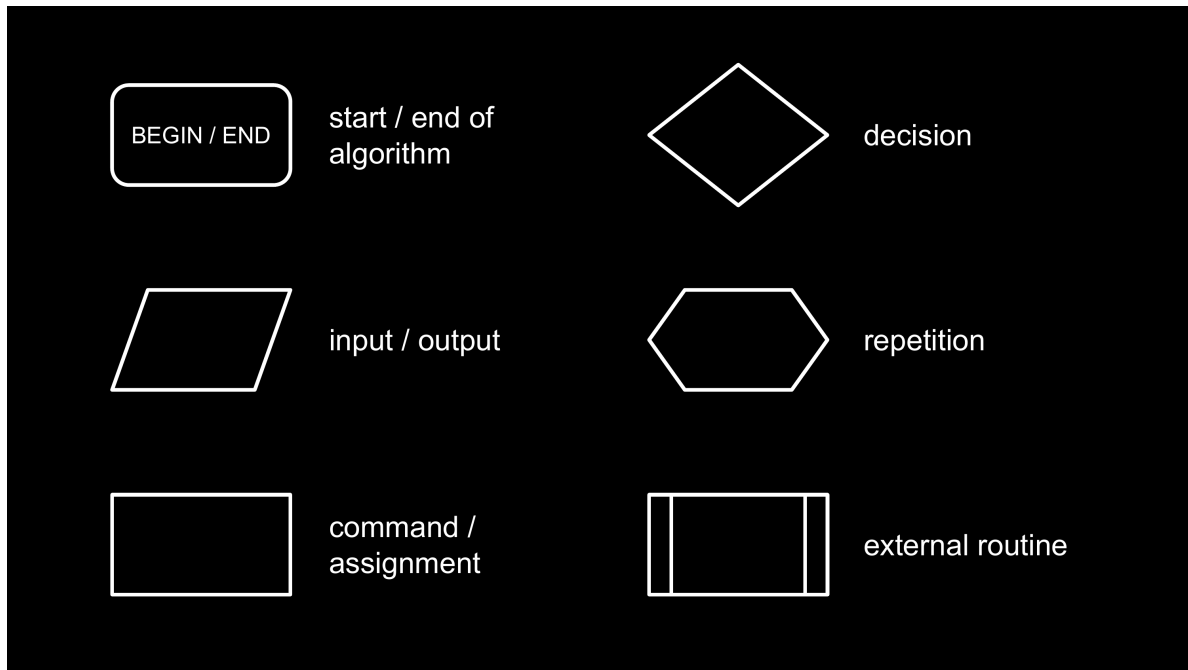 BEGIN / END
start / end of
algorithm
decision
input / output
repetition
command /
assignment
external routine